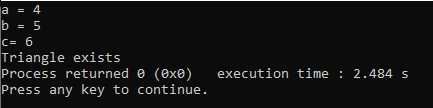 a = 4
b = 5
c= 6
Triangle exists
Process returned 0 (0x0)   execution time : 2.484 s
Press any key to continue.